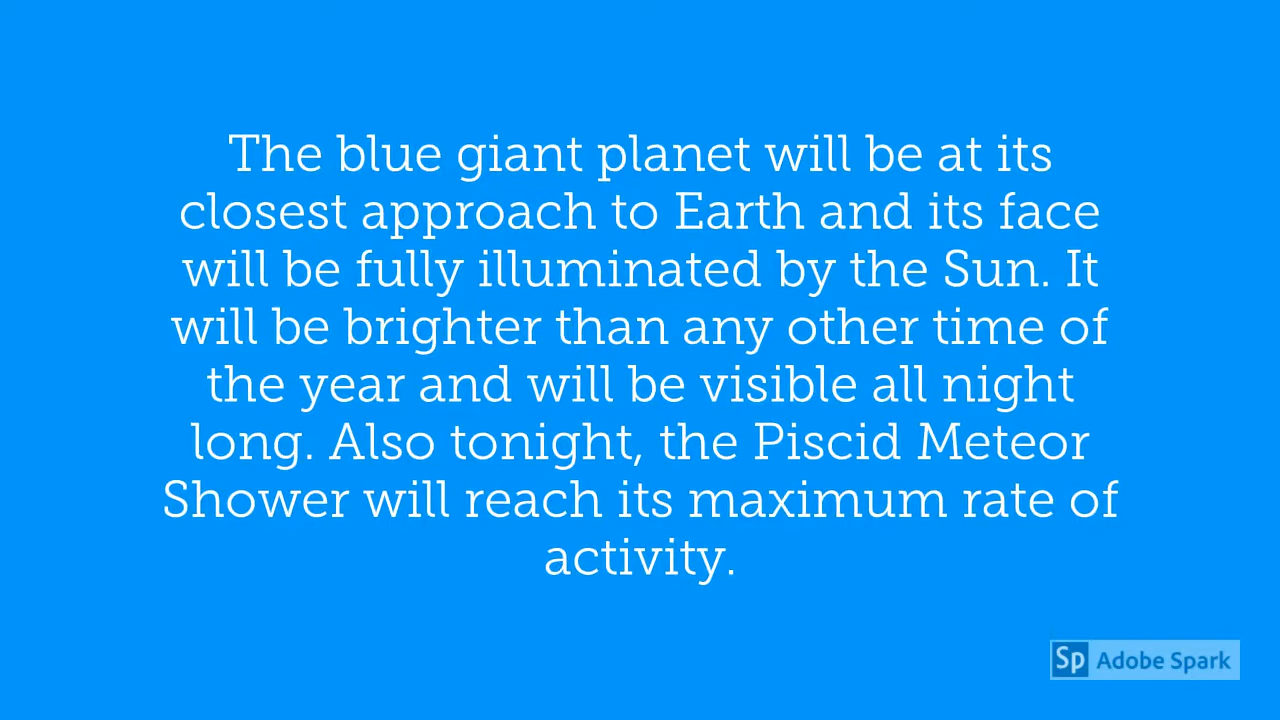 The blue giant planet will be at its
closest approach to Earth and its face
will be fully illuminated by the Sun. It
will be brighter than any other time of
the year and will be visible all night
long. Also tonight, the Piscid Meteor
Shower will reach its maximum rate of
activity.
Sp Adobe Spark